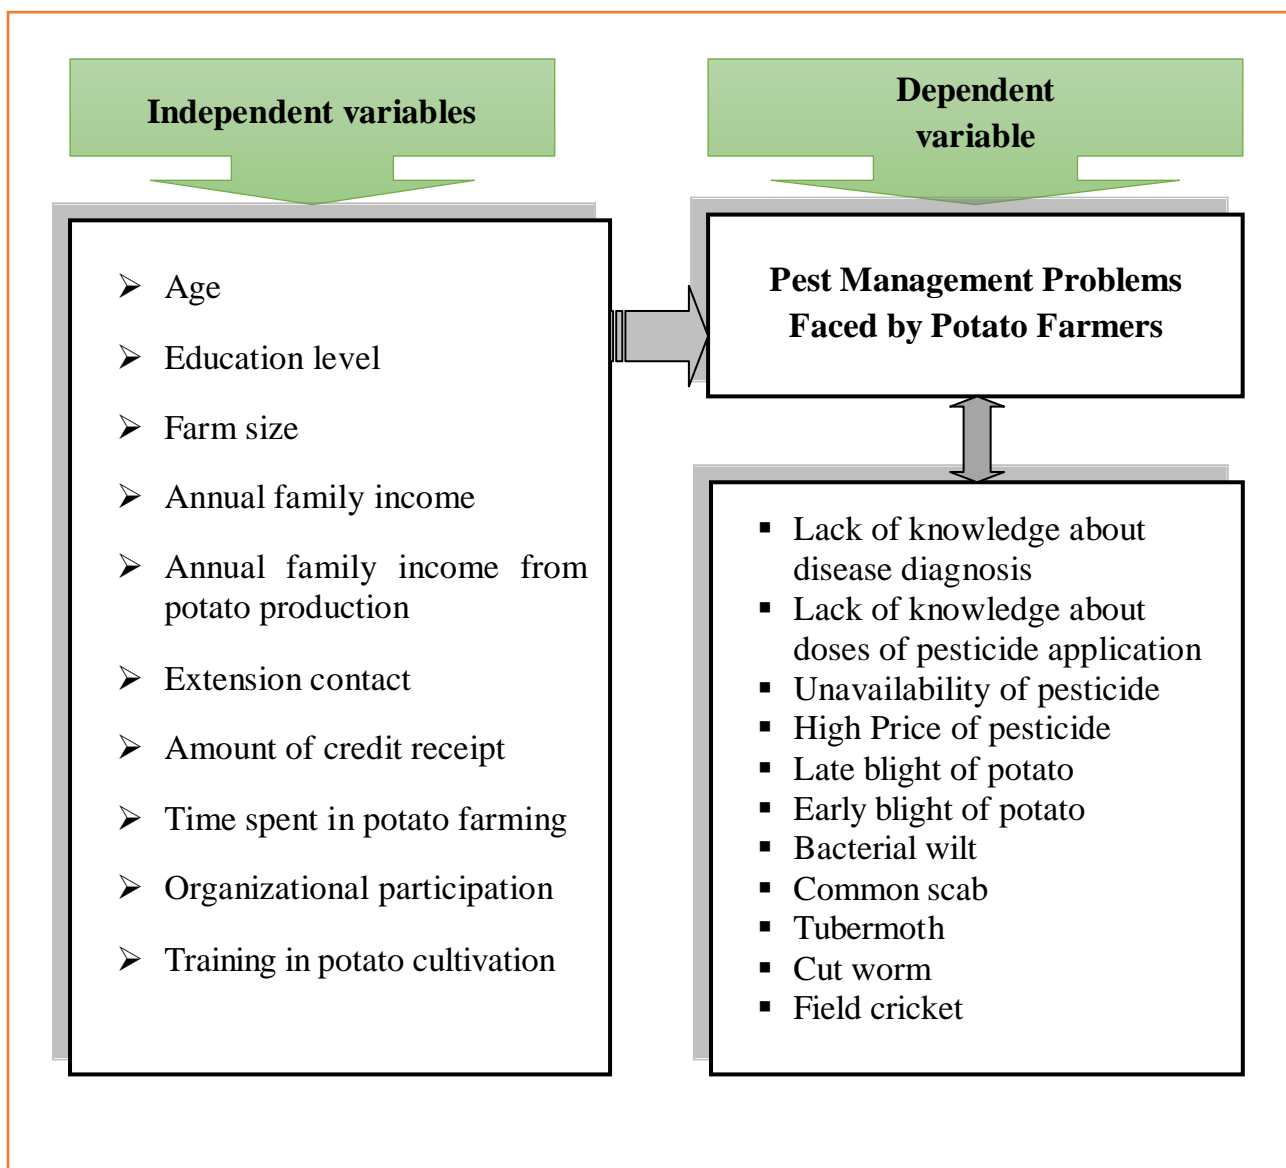 Independent variables
Dependent
variable
Age
Education level
Farm size
Annual family income
Annual family income from
potato production
Extension contact
Amount of credit receipt
Time spent in potato farming
Organizational participation
Training in potato cultivation
Pest Management Problems
Faced by Potato Farmers
Lack of knowledge about
disease diagnosis
Lack of knowledge about
doses of pesticide application
Unavailability of pesticide
High Price of pesticide
Late blight of potato
Early blight of potato
Bacterial wilt
Common scab
Tubermoth
Cut worm
Field cricket